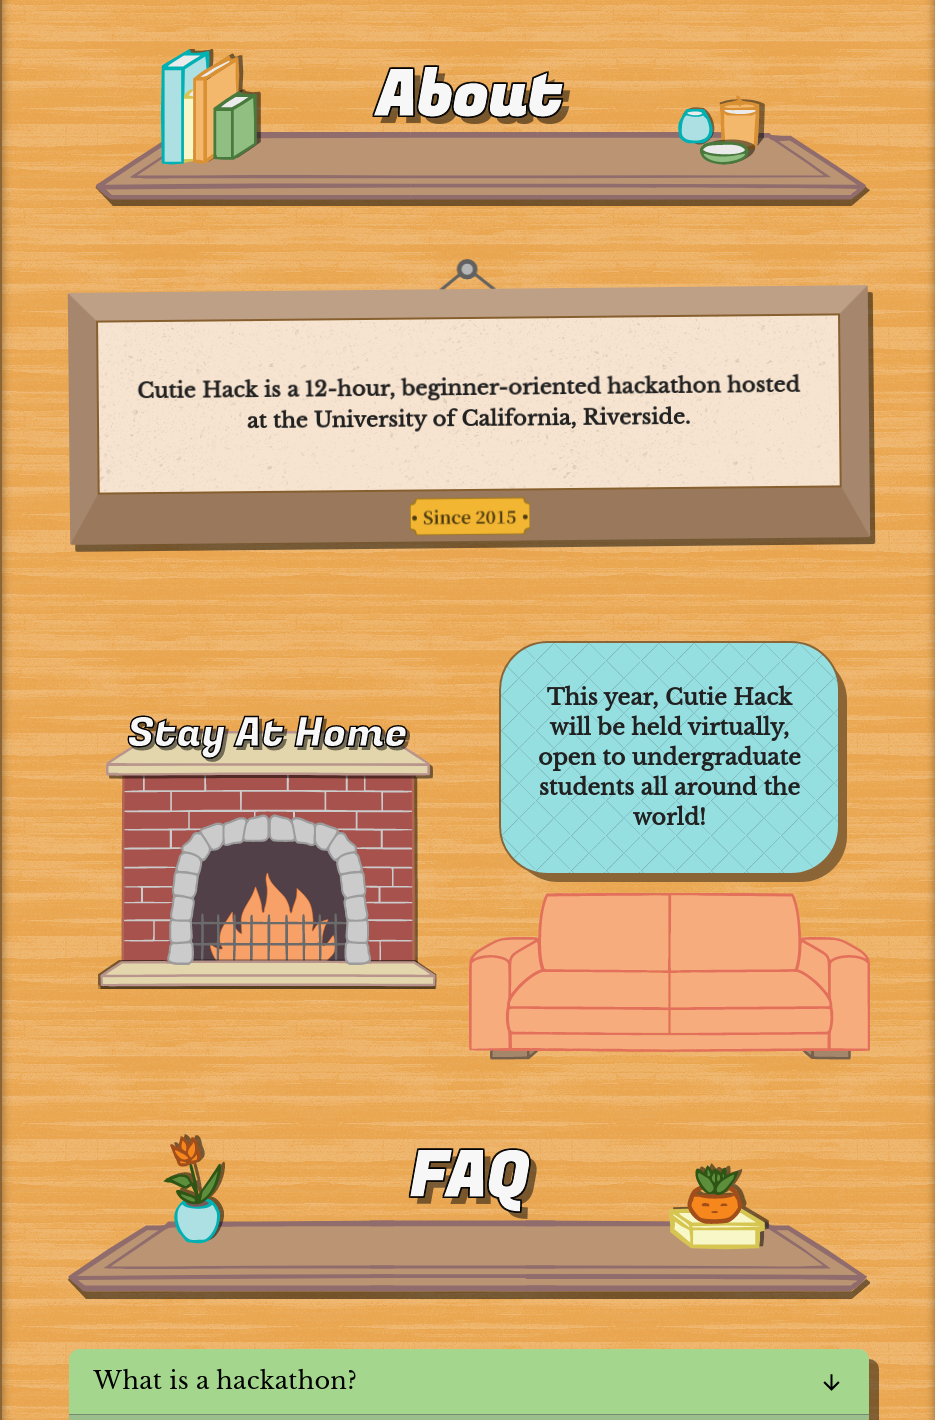 About
Cutie Hack is a 12-hour, beginner-oriented hackathon hosted
at the University of California, Riverside.
Since 2015
Stay At Home
This year, Cutie Hack
will be held virtually,
open to undergraduate
students all around the
world!
FAQ
What is a hackathon?